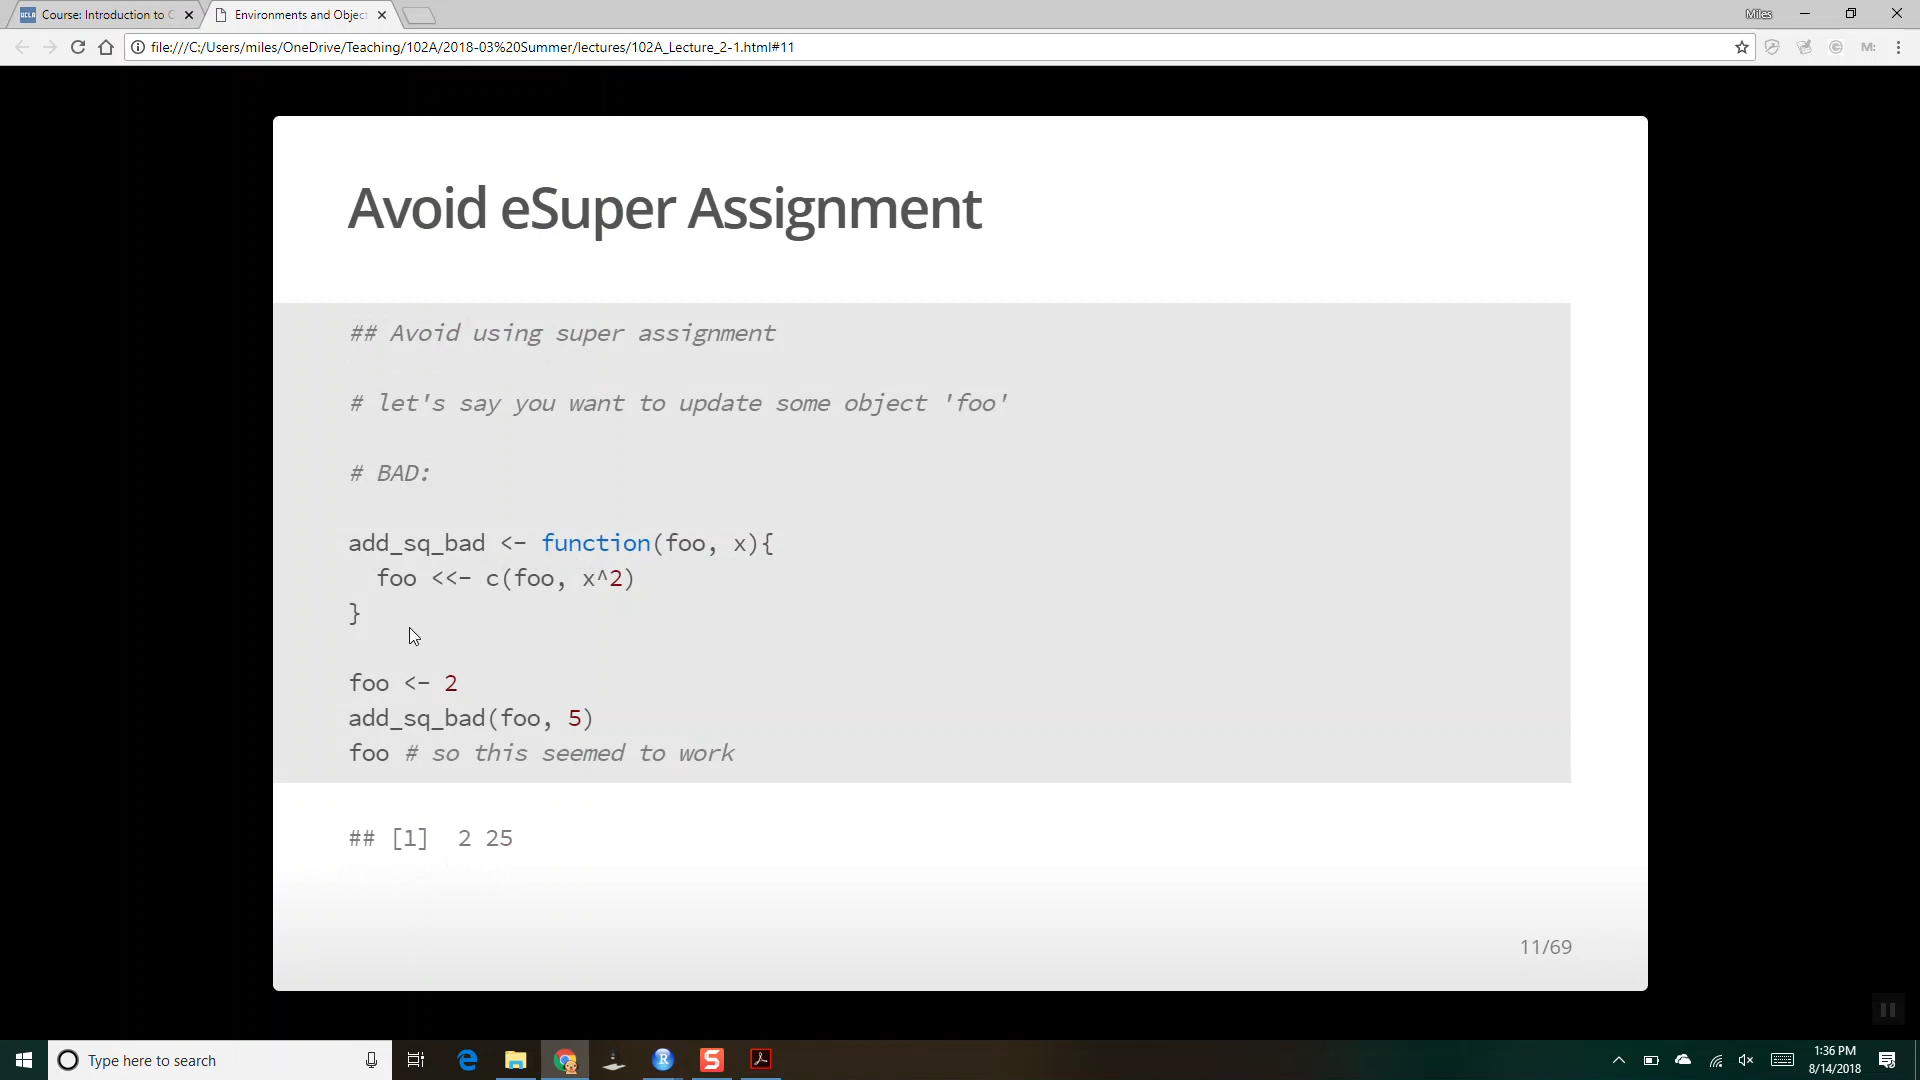 UCLA Course: Introduction to C
Environments and Object
Miles
file:///C:/Users/miles/OneDrive/Teaching/102A/2018-03%20Summer/lectures/102A_Lecture_2-1.html#11
M:
Avoid eSuper Assignment
## Avoid using super assignment
# let's say you want to update some object 'foo'
# BAD:
add_sq_bad <- function(foo, x){
foo <<- c(foo, x^2)
}
foo <- 2
add_sq_bad(foo, 5)
foo # so this seemed to work
## [1]  2 25
11/69
Type here to search
1:36 PM
8/14/2018